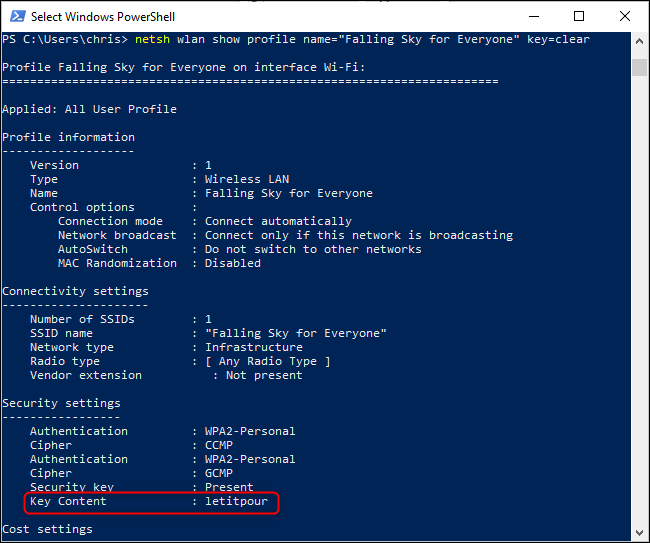 Select Windows PowerShell
PS C:\Users\chris> netsh wlan show profile name="Falling Sky for Everyone" key=clear
Profile Falling Sky for Everyone on interface Wi-Fi:
=======================================================================
Applied: All User Profile
Profile information
-------------------
Version : 1
Type : Wireless LAN
Name : Falling Sky for Everyone
Control options :
Connection mode : Connect automatically
Network broadcast : Connect only if this network is broadcasting
AutoSwitch : Do not switch to other networks
MAC Randomization : Disabled
Connectivity settings
---------------------
Number of SSIDs : 1
SSID name : "Falling Sky for Everyone"
Network type : Infrastructure
Radio type : [ Any Radio Type ]
Vendor extension : Not present
Security settings
-----------------
Authentication : WPA2-Personal
Cipher : CCMP
Authentication : WPA2-Personal
Cipher : GCMP
Security key : Present
Key Content : letitpour
Cost settings